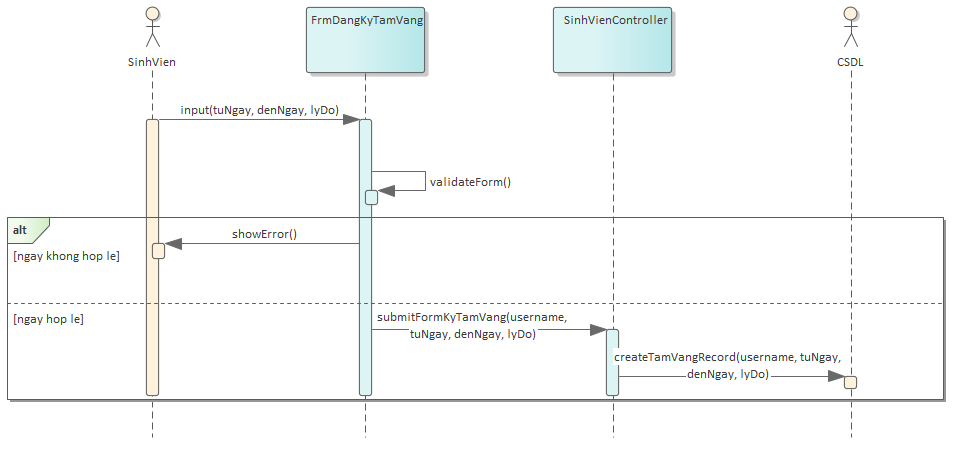 SinhVien
FrmDangKyTamVang
SinhVienController
CSDL
input(tuNgay, denNgay, lyDo)
validateForm()
alt
showError()
[ngay khong hop le]
[ngay hop le]
submitFormKyTamVang(username,
tuNgay, denNgay, lyDo)
createTamVangRecord(username, tuNgay,
denNgay, lyDo)